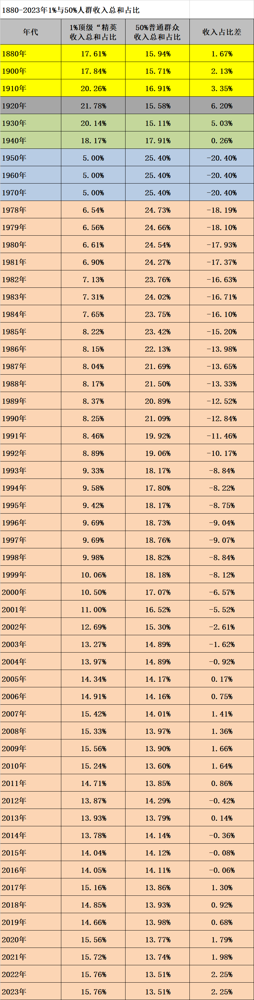 1880-2023年1%与50%人群收入总和占比
年代 1%顶级“精英 50%普通群众 收入占比差
收入总和占比 收入总和占比
1880年 17.61% 15.94% 1.67%
1900年 17.84% 15.71% 2.13%
1910年 20.26% 16.91% 3.35%
1920年 21.78% 15.58% 6.20%
1930年 20.14% 15.11% 5.03%
1940年 18.17% 17.91% 0.26%
1950年 5.00% 25.40% -20.40%
1960年 5.00% 25.40% -20.40%
1970年 5.00% 25.40% -20.40%
1978年 6.54% 24.73% -18.19%
1979年 6.56% 24.66% -18.10%
1980年 6.61% 24.54% -17.93%
1981年 6.90% 24.27% -17.37%
1982年 7.13% 23.76% -16.63%
1983年 7.31% 24.02% -16.71%
1984年 7.65% 23.75% -16.10%
1985年 8.22% 23.42% -15.20%
1986年 8.15% 22.13% -13.98%
1987年 8.04% 21.69% -13.65%
1988年 8.17% 21.50% -13.33%
1989年 8.37% 20.89% -12.52%
1990年 8.25% 21.09% -12.84%
1991年 8.46% 19.92% -11.46%
1992年 8.89% 19.06% -10.17%
1993年 9.33% 18.17% -8.84%
1994年 9.58% 17.80% -8.22%
1995年 9.42% 18.17% -8.75%
1996年 9.69% 18.73% -9.04%
1997年 9.69% 18.76% -9.07%
1998年 9.98% 18.82% -8.84%
1999年 10.06% 18.18% -8.12%
2000年 10.50% 17.07% -6.57%
2001年 11.00% 16.52% -5.52%
2002年 12.69% 15.30% -2.61%
2003年 13.27% 14.89% -1.62%
2004年 13.97% 14.89% -0.92%
2005年 14.34% 14.17% 0.17%
2006年 14.91% 14.16% 0.75%
2007年 15.42% 14.01% 1.41%
2008年 15.33% 13.97% 1.36%
2009年 15.56% 13.90% 1.66%
2010年 15.24% 13.60% 1.64%
2011年 14.71% 13.85% 0.86%
2012年 13.87% 14.29% -0.42%
2013年 13.93% 13.79% 0.14%
2014年 13.78% 14.14% -0.36%
2015年 14.04% 14.12% -0.08%
2016年 14.05% 14.11% -0.06%
2017年 15.16% 13.86% 1.30%
2018年 14.85% 13.93% 0.92%
2019年 14.66% 13.98% 0.68%
2020年 15.56% 13.77% 1.79%
2021年 15.72% 13.74% 1.98%
2022年 15.76% 13.51% 2.25%
2023年 15.76% 13.51% 2.25%